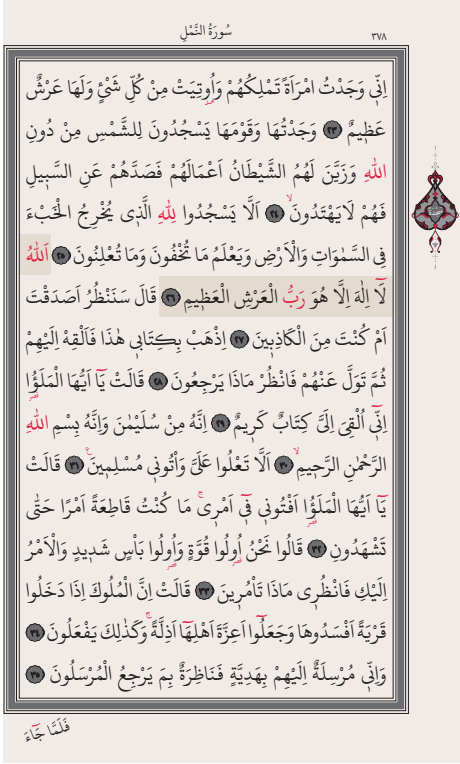 سُورَةُ النَّمْلِ ٣٧٨
اِنّٖي وَجَدْتُ امْرَاَةً تَمْلِكُهُمْ وَاُو۫تِيَتْ مِنْ كُلِّ شَيْءٍ وَلَهَا عَرْشٌ
عَظٖيمٌ ﴿٢٣﴾ وَجَدْتُهَا وَقَوْمَهَا يَسْجُدُونَ لِلشَّمْسِ مِنْ دُونِ
اللّٰهِ وَزَيَّنَ لَهُمُ الشَّيْطَانُ اَعْمَالَهُمْ فَصَدَّهُمْ عَنِ السَّبٖيلِ
فَهُمْ لَا يَهْتَدُونَۙ ﴿٢٤﴾ اَلَّا يَسْجُدُوا لِلّٰهِ الَّذٖي يُخْرِجُ الْخَبْءَ
فِي السَّمٰوَاتِ وَالْاَرْضِ وَيَعْلَمُ مَا تُخْفُونَ وَمَا تُعْلِنُونَ ﴿٢٥﴾ اَللّٰهُ
لَٓا اِلٰهَ اِلَّا هُوَ رَبُّ الْعَرْشِ الْعَظٖيمِ ﴿٢٦﴾ قَالَ سَنَنْظُرُ اَصَدَقْتَ
اَمْ كُنْتَ مِنَ الْكَاذِبٖينَ ﴿٢٧﴾ اِذْهَبْ بِكِتَابٖي هٰذَا فَاَلْقِهْ اِلَيْهِمْ
ثُمَّ تَوَلَّ عَنْهُمْ فَانْظُرْ مَاذَا يَرْجِعُونَ ﴿٢٨﴾ قَالَتْ يَٓا اَيُّهَا الْمَلَؤُ۬ا
اِنّٖٓي اُلْقِيَ اِلَيَّ كِتَابٌ كَرٖيمٌ ﴿٢٩﴾ اِنَّهُ مِنْ سُلَيْمٰنَ وَاِنَّهُ بِسْمِ اللّٰهِ
الرَّحْمٰنِ الرَّحٖيمِۙ ﴿٣٠﴾ اَلَّا تَعْلُوا عَلَيَّ وَأْتُونٖي مُسْلِمٖينَ۟ ﴿٣١﴾ قَالَتْ
يَٓا اَيُّهَا الْمَلَؤُ۬ا اَفْتُونٖي فٖٓي اَمْرٖيۚ مَا كُنْتُ قَاطِعَةً اَمْرًا حَتّٰى
تَشْهَدُونِ ﴿٣٢﴾ قَالُوا نَحْنُ اُو۬لُوا قُوَّةٍ وَاُو۬لُوا بَأْسٍ شَدٖيدٍ وَالْاَمْرُ
اِلَيْكِ فَانْظُرٖي مَاذَا تَأْمُرٖينَ ﴿٣٣﴾ قَالَتْ اِنَّ الْمُلُوكَ اِذَا دَخَلُوا
قَرْيَةً اَفْسَدُوهَا وَجَعَلُٓوا اَعِزَّةَ اَهْلِهَٓا اَذِلَّةًۚ وَكَذٰلِكَ يَفْعَلُونَ ﴿٣٤﴾
وَاِنّٖي مُرْسِلَةٌ اِلَيْهِمْ بِهَدِيَّةٍ فَنَاظِرَةٌ بِمَ يَرْجِعُ الْمُرْسَلُونَ ﴿٣٥﴾
فَلَمَّا جَٓاءَ